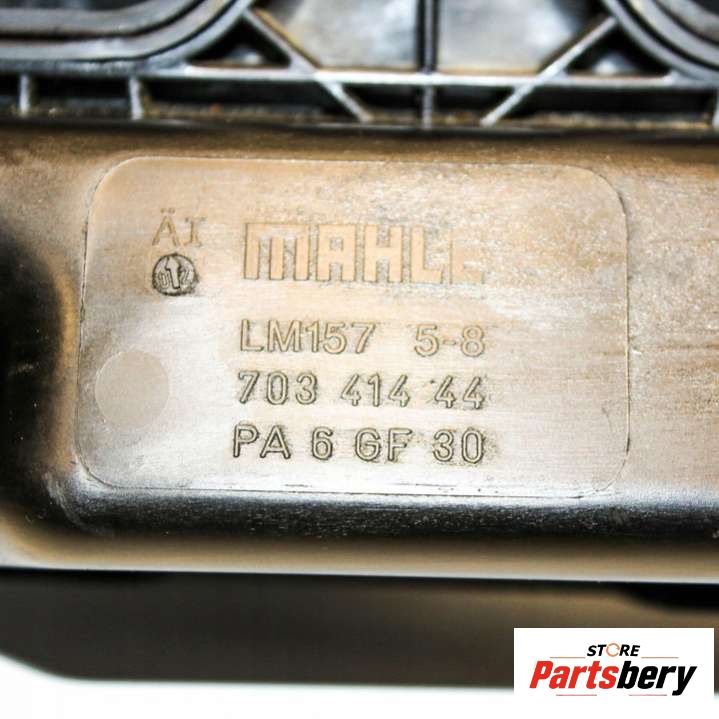 ÄI
MAHLE
LM157 5-8
703 414 44
PA 6 GF 30
STORE
Partsbery